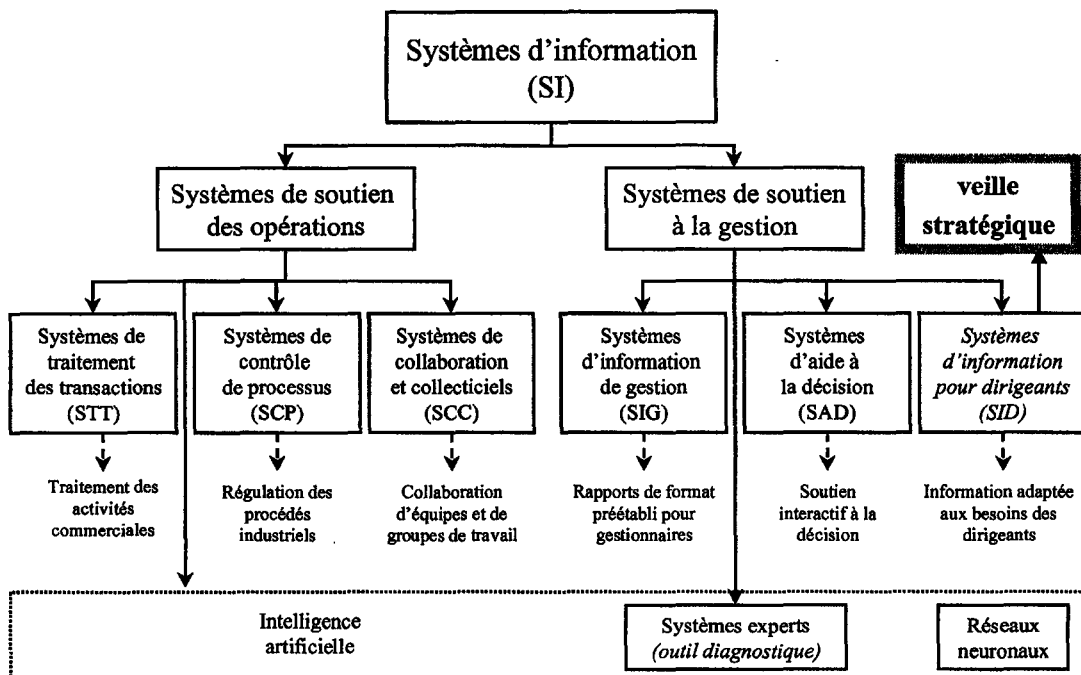 Systèmes d'information
(SI)
Systèmes de soutien
des opérations
Systèmes de soutien
à la gestion
veille
stratégique
Systèmes de
traitement
des transactions
(STT)
Systèmes de
contrôle
de processus
(SCP)
Systèmes de
collaboration
et collecticiels
(SCC)
Systèmes
d'information
de gestion
(SIG)
Systèmes
d'aide à
la décision
(SAD)
Systèmes
d'information
pour dirigeants
(SID)
Traitement des
activités
commerciales
Régulation des
procédés
industriels
Collaboration
d'équipes et de
groupes de travail
Rapports de format
préétabli pour
gestionnaires
Soutien
interactif à la
décision
Information adaptée
aux besoins des
dirigeants
Intelligence
artificielle
Systèmes experts
(outil diagnostique)
Réseaux
neuronaux